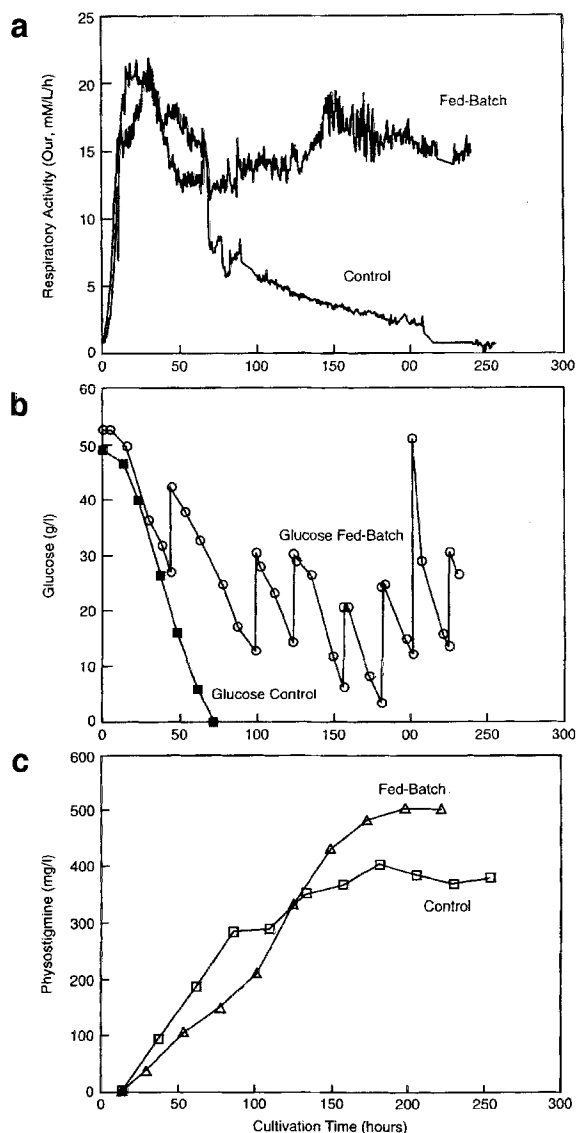 a
Respiratory Activity (Our, mM/L/h)
25
20
15
10
5
0
Fed-Batch
Control
0 50 100 150 00 250 300
b
Glucose (g/l)
60
50
40
30
20
10
0
Glucose Fed-Batch
Glucose Control
0 50 100 150 00 250 300
c
Physostigmine (mg/l)
600
500
400
300
200
100
0
Fed-Batch
Control
0 50 100 150 200 250 300
Cultivation Time (hours)